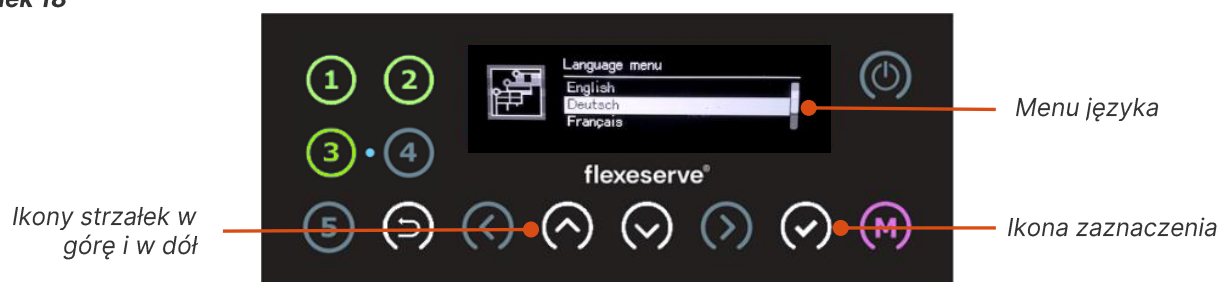 1 2
Language menu
English
Deutsch
Français
Menu języka
3 4
flexeserve®
Ikony strzałek w
górę i w dół
5
M
Ikona zaznaczenia